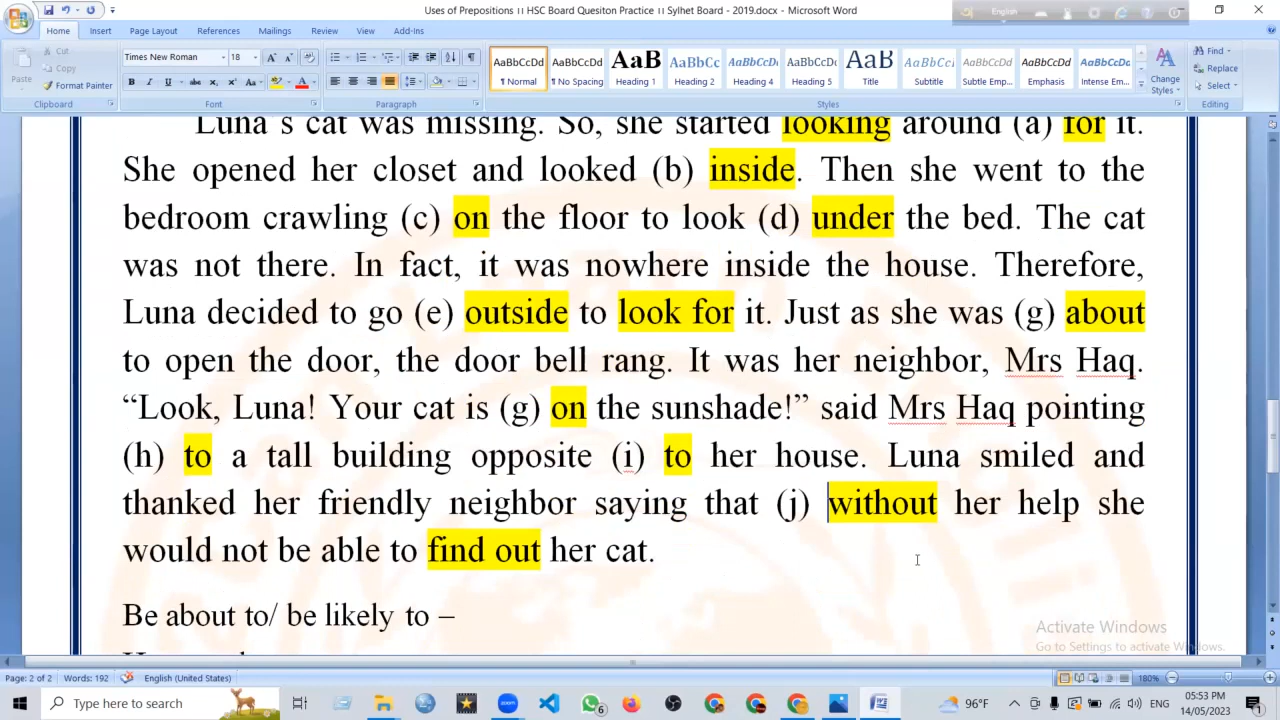 Uses of Prepositions ।। HSC Board Quesiton Practice ।। Sylhet Board - 2019.docx - Microsoft Word
English
Home Insert Page Layout References Mailings Review View Add-Ins
Cut
Copy
Format Painter
Paste
Clipboard
Times New Roman 18
Font
Paragraph
AaBbCcDd AaBbCcDd AaB AaBbCc AaBbCcD AaBbCcDd AaB AaBbCcD AaBbCcDd AaBbCcDd AaBbCcDd
¶ Normal ¶ No Spacing Heading 1 Heading 2 Heading 4 Heading 5 Title Subtitle Subtle Emp... Emphasis Intense Em...
Styles
Change Styles
Find
Replace
Select
Editing
Luna's cat was missing. So, she started looking around (a) for it.
She opened her closet and looked (b) inside. Then she went to the
bedroom crawling (c) on the floor to look (d) under the bed. The cat
was not there. In fact, it was nowhere inside the house. Therefore,
Luna decided to go (e) outside to look for it. Just as she was (g) about
to open the door, the door bell rang. It was her neighbor, Mrs Haq.
“Look, Luna! Your cat is (g) on the sunshade!” said Mrs Haq pointing
(h) to a tall building opposite (i) to her house. Luna smiled and
thanked her friendly neighbor saying that (j) without her help she
would not be able to find out her cat.
Be about to/ be likely to –
Activate Windows
Go to Settings to activate Windows.
Page: 2 of 2 Words: 192 English (United States) 180%
Type here to search
6
96°F
ENG
05:53 PM
14/05/2023
1